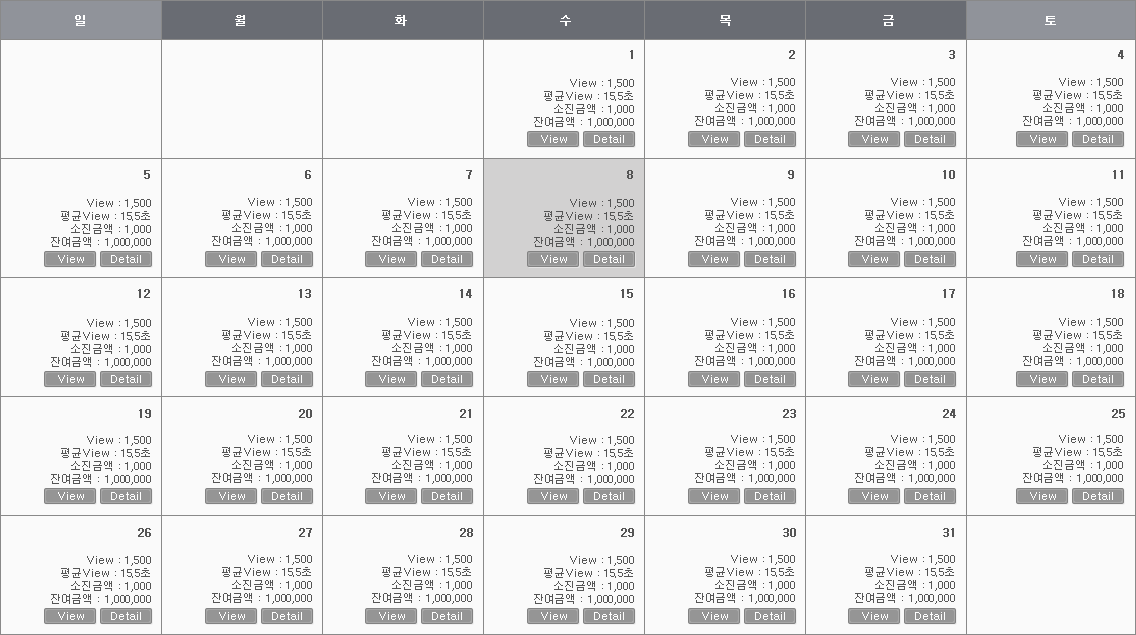 일 월 화 수 목 금 토
1 2 3 4
View : 1,500 View : 1,500 View : 1,500 View : 1,500
평균View : 15,5초 평균View : 15,5초 평균View : 15,5초 평균View : 15,5초
소진금액 : 1,000 소진금액 : 1,000 소진금액 : 1,000 소진금액 : 1,000
잔여금액 : 1,000,000 잔여금액 : 1,000,000 잔여금액 : 1,000,000 잔여금액 : 1,000,000
View Detail View Detail View Detail View Detail
5 6 7 8 9 10 11
View : 1,500 View : 1,500 View : 1,500 View : 1,500 View : 1,500 View : 1,500 View : 1,500
평균View : 15,5초 평균View : 15,5초 평균View : 15,5초 평균View : 15,5초 평균View : 15,5초 평균View : 15,5초 평균View : 15,5초
소진금액 : 1,000 소진금액 : 1,000 소진금액 : 1,000 소진금액 : 1,000 소진금액 : 1,000 소진금액 : 1,000 소진금액 : 1,000
잔여금액 : 1,000,000 잔여금액 : 1,000,000 잔여금액 : 1,000,000 잔여금액 : 1,000,000 잔여금액 : 1,000,000 잔여금액 : 1,000,000 잔여금액 : 1,000,000
View Detail View Detail View Detail View Detail View Detail View Detail View Detail
12 13 14 15 16 17 18
View : 1,500 View : 1,500 View : 1,500 View : 1,500 View : 1,500 View : 1,500 View : 1,500
평균View : 15,5초 평균View : 15,5초 평균View : 15,5초 평균View : 15,5초 평균View : 15,5초 평균View : 15,5초 평균View : 15,5초
소진금액 : 1,000 소진금액 : 1,000 소진금액 : 1,000 소진금액 : 1,000 소진금액 : 1,000 소진금액 : 1,000 소진금액 : 1,000
잔여금액 : 1,000,000 잔여금액 : 1,000,000 잔여금액 : 1,000,000 잔여금액 : 1,000,000 잔여금액 : 1,000,000 잔여금액 : 1,000,000 잔여금액 : 1,000,000
View Detail View Detail View Detail View Detail View Detail View Detail View Detail
19 20 21 22 23 24 25
View : 1,500 View : 1,500 View : 1,500 View : 1,500 View : 1,500 View : 1,500 View : 1,500
평균View : 15,5초 평균View : 15,5초 평균View : 15,5초 평균View : 15,5초 평균View : 15,5초 평균View : 15,5초 평균View : 15,5초
소진금액 : 1,000 소진금액 : 1,000 소진금액 : 1,000 소진금액 : 1,000 소진금액 : 1,000 소진금액 : 1,000 소진금액 : 1,000
잔여금액 : 1,000,000 잔여금액 : 1,000,000 잔여금액 : 1,000,000 잔여금액 : 1,000,000 잔여금액 : 1,000,000 잔여금액 : 1,000,000 잔여금액 : 1,000,000
View Detail View Detail View Detail View Detail View Detail View Detail View Detail
26 27 28 29 30 31
View : 1,500 View : 1,500 View : 1,500 View : 1,500 View : 1,500 View : 1,500
평균View : 15,5초 평균View : 15,5초 평균View : 15,5초 평균View : 15,5초 평균View : 15,5초 평균View : 15,5초
소진금액 : 1,000 소진금액 : 1,000 소진금액 : 1,000 소진금액 : 1,000 소진금액 : 1,000 소진금액 : 1,000
잔여금액 : 1,000,000 잔여금액 : 1,000,000 잔여금액 : 1,000,000 잔여금액 : 1,000,000 잔여금액 : 1,000,000 잔여금액 : 1,000,000
View Detail View Detail View Detail View Detail View Detail View Detail